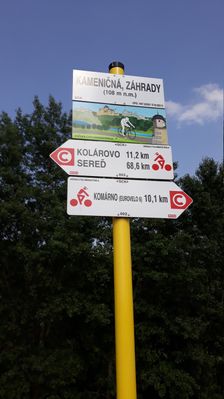 KAMENIČNÁ, ZÁHRADY
(108 m n.m.)
C
KOLÁROVO 11,2 km
SEREĎ 68,6 km
KOMÁRNO (EUROVELO 6) 10,1 km
C